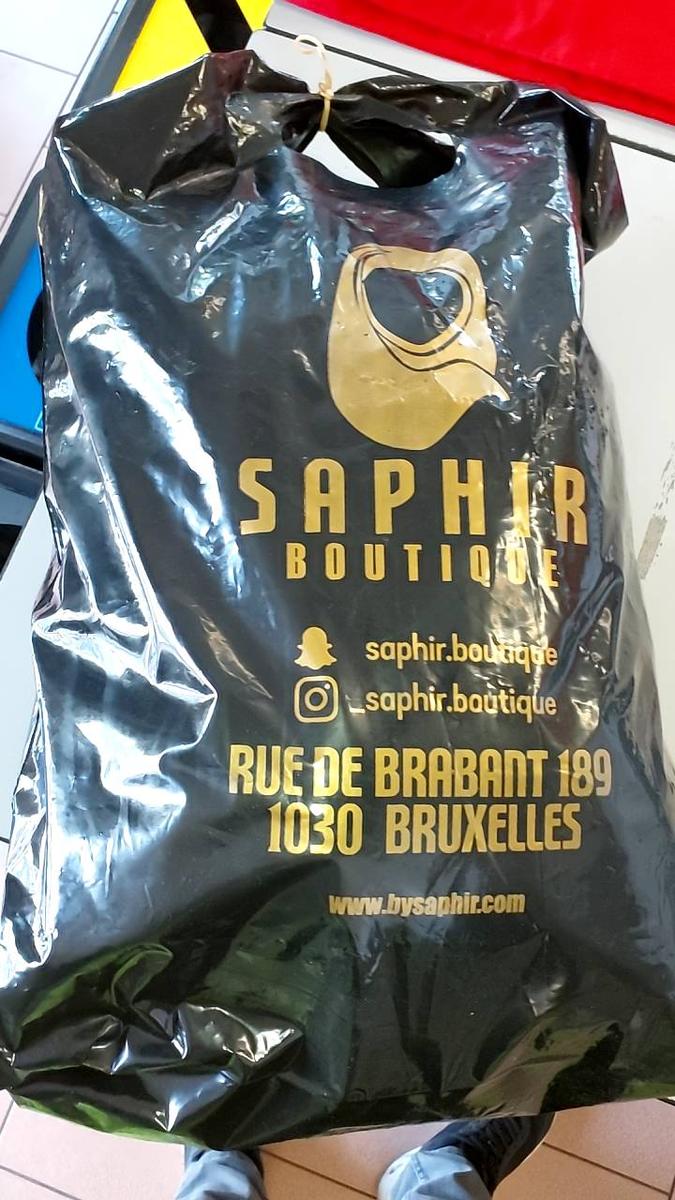 SAPHIR
BOUTIQUE
saphir.boutique
_saphir.boutique
RUE DE BRABANT 189
1030 BRUXELLES
www.bysaphir.com